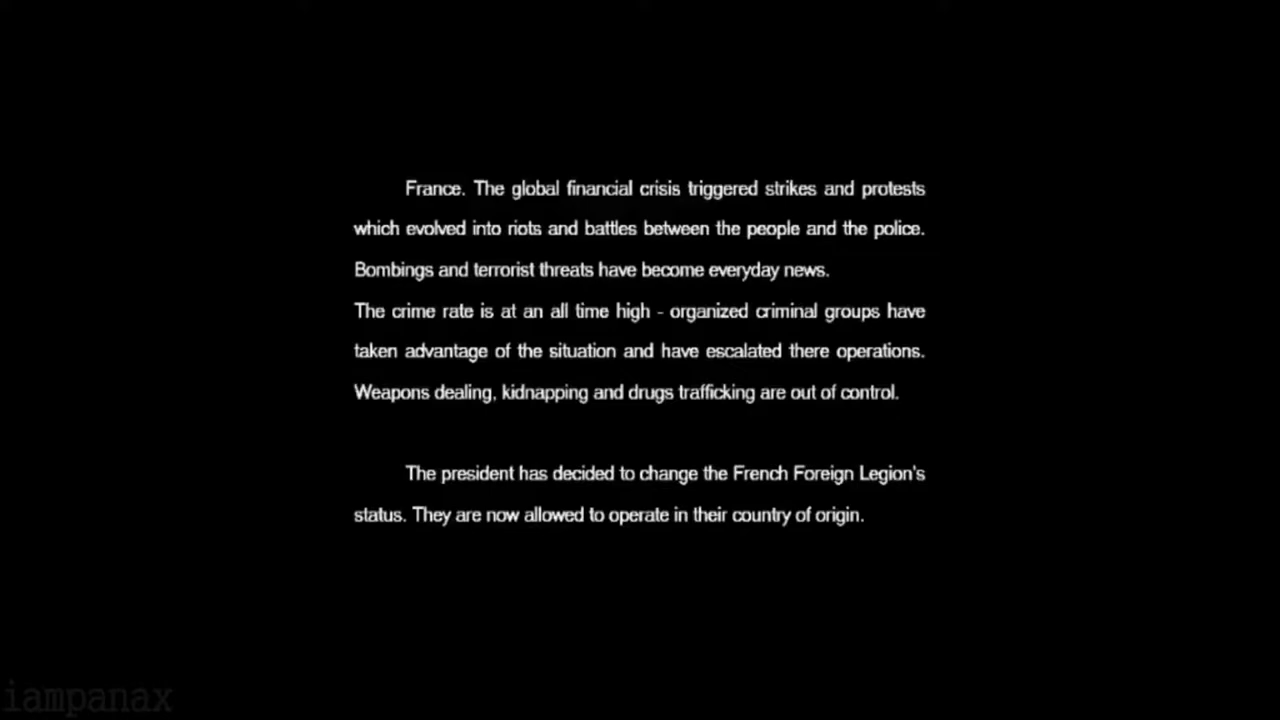 France. The global financial crisis triggered strikes and protests
which evolved into riots and battles between the people and the police.
Bombings and terrorist threats have become everyday news.
The crime rate is at an all time high - organized criminal groups have
taken advantage of the situation and have escalated there operations.
Weapons dealing, kidnapping and drugs trafficking are out of control.
The president has decided to change the French Foreign Legion's
status. They are now allowed to operate in their country of origin.
iampanax